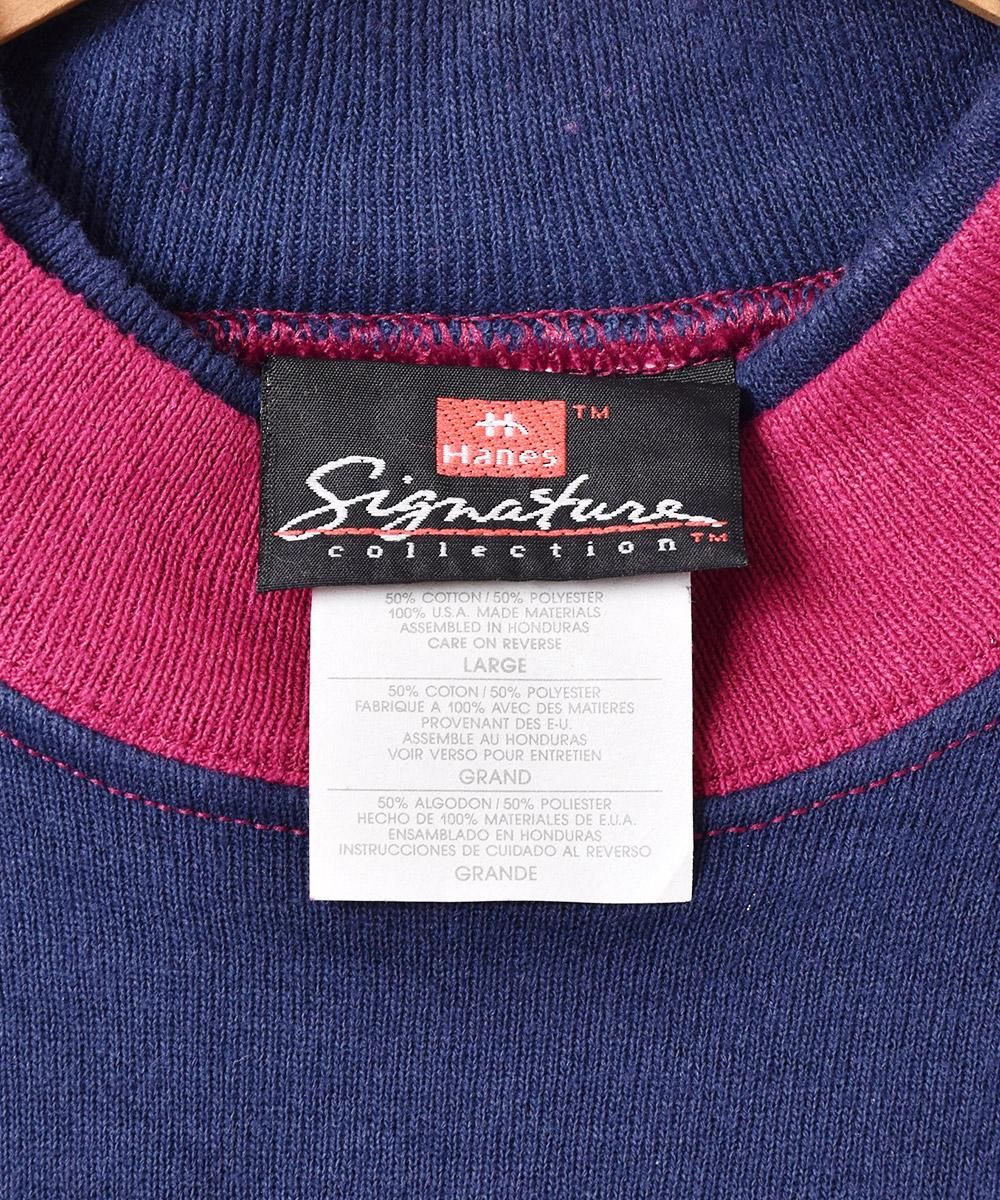 H TM
Hanes
Signature
collection TM
50% COTTON / 50% POLYESTER
100% U.S.A. MADE MATERIALS
ASSEMBLED IN HONDURAS
CARE ON REVERSE
LARGE
50% COTON / 50% POLYESTER
FABRIQUE A 100% AVEC DES MATIERES
PROVENANT DES E-U.
ASSEMBLE AU HONDURAS
VOIR VERSO POUR ENTRETIEN
GRAND
50% ALGODON / 50% POLIESTER
HECHO DE 100% MATERIALES DE E.U.A.
ENSAMBLADO EN HONDURAS
INSTRUCCIONES DE CUIDADO AL REVERSO
GRANDE